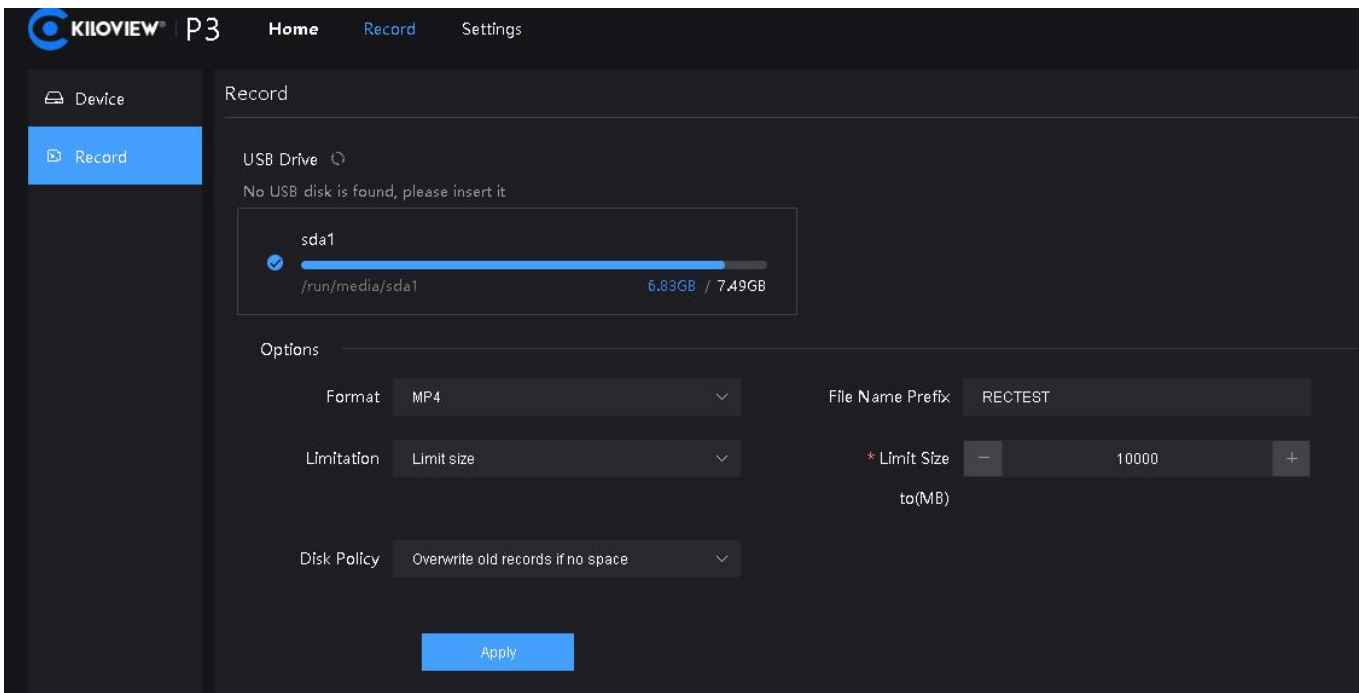 KILOVIEW® | P3 Home Record Settings
Device
Record
Record
USB Drive
No USB disk is found, please insert it
sda1
/run/media/sda1 6.83GB / 7.49GB
Options
Format MP4 File Name Prefix RECTEST
Limitation Limit size * Limit Size to(MB) − 10000 +
Disk Policy Overwrite old records if no space
Apply